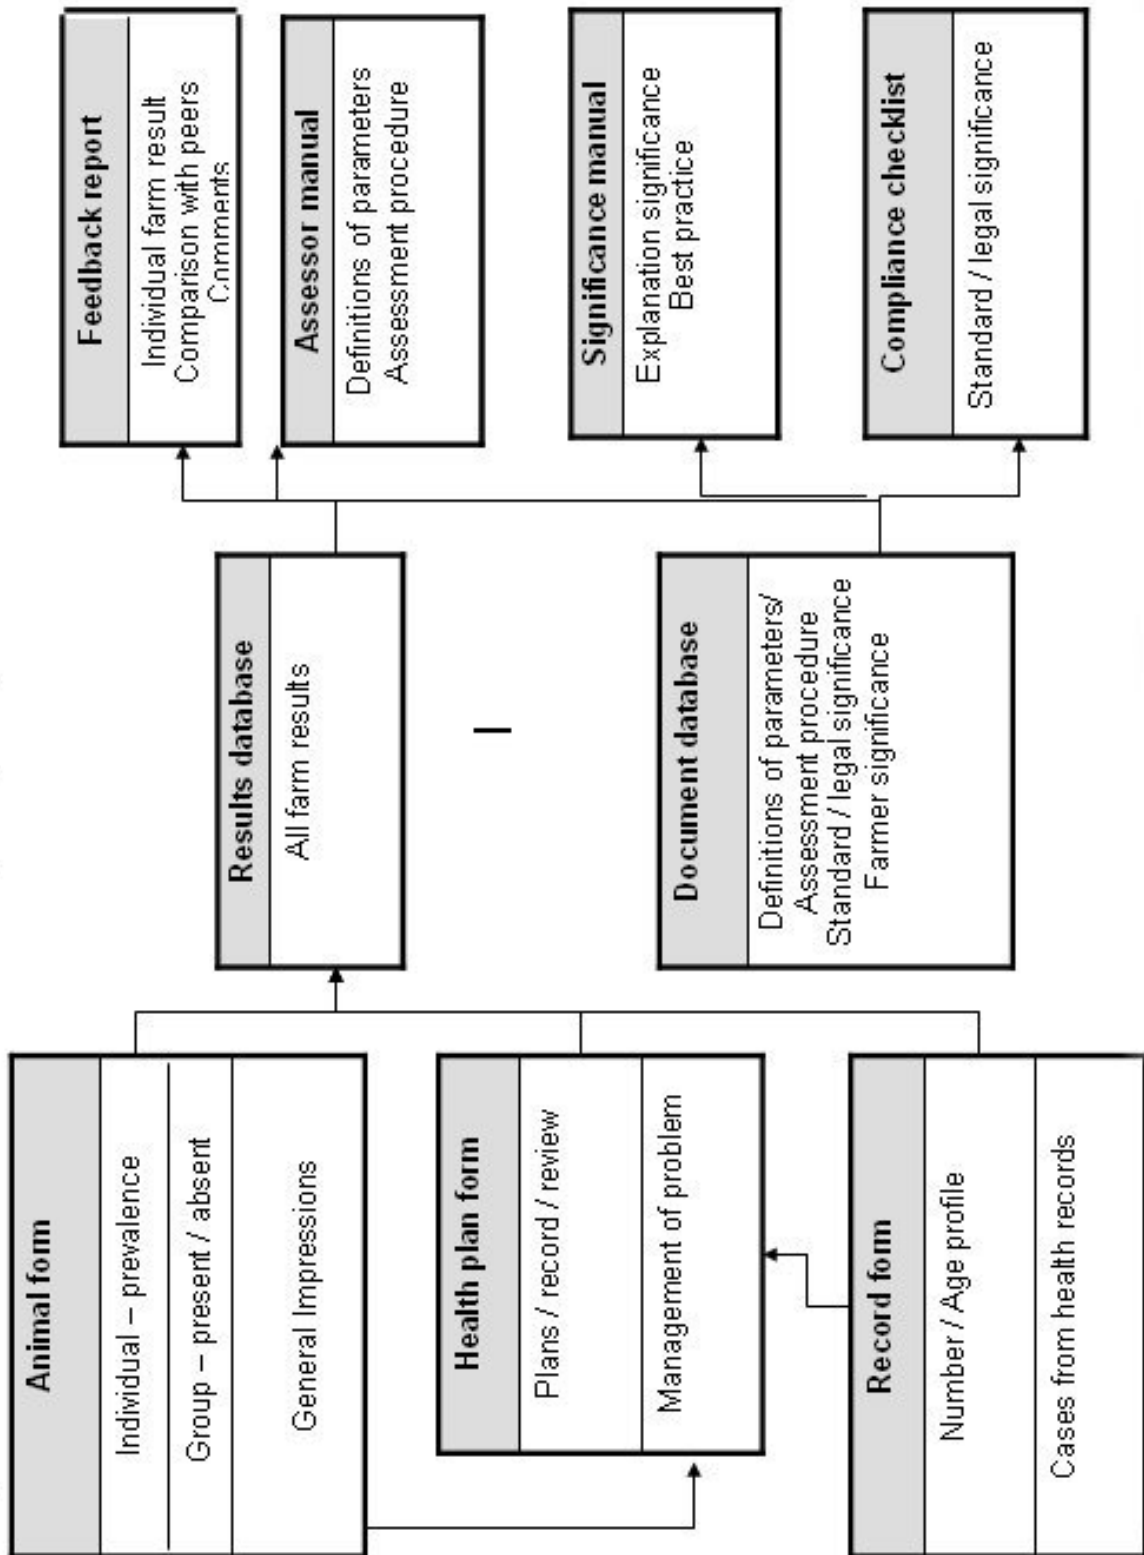 Animal form
Individual – prevalence
Group – present / absent
General Impressions
Health plan form
Plans / record / review
Management of problem
Record form
Number / Age profile
Cases from health records
Results database
All farm results
Document database
Definitions of parameters/
Assessment procedure
Standard / legal significance
Farmer significance
Feedback report
Individual farm result
Comparison with peers
Comments
Assessor manual
Definitions of parameters
Assessment procedure
Significance manual
Explanation significance
Best practice
Compliance checklist
Standard / legal significance